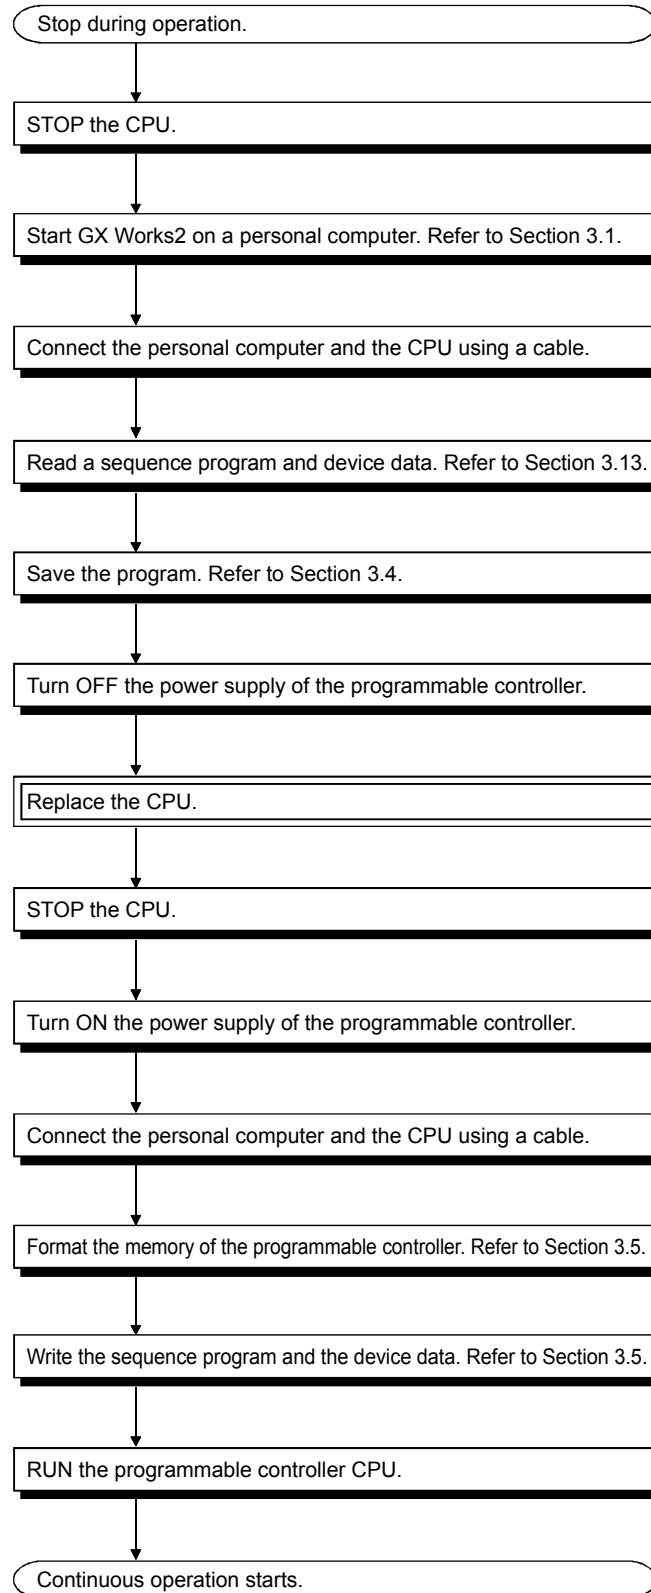 Stop during operation.
STOP the CPU.
Start GX Works2 on a personal computer. Refer to Section 3.1.
Connect the personal computer and the CPU using a cable.
Read a sequence program and device data. Refer to Section 3.13.
Save the program. Refer to Section 3.4.
Turn OFF the power supply of the programmable controller.
Replace the CPU.
STOP the CPU.
Turn ON the power supply of the programmable controller.
Connect the personal computer and the CPU using a cable.
Format the memory of the programmable controller. Refer to Section 3.5.
Write the sequence program and the device data. Refer to Section 3.5.
RUN the programmable controller CPU.
Continuous operation starts.